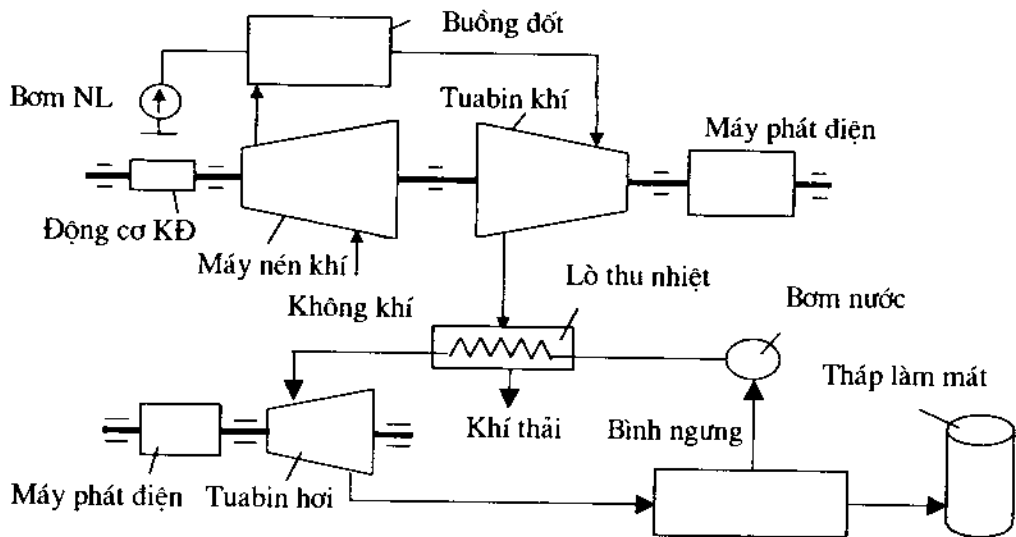 Buồng đốt
Bơm NL
Tuabin khí
Máy phát điện
Động cơ KĐ
Máy nén khí
Không khí
Lò thu nhiệt
Bơm nước
Tháp làm mát
Khí thải
Bình ngưng
Máy phát điện
Tuabin hơi